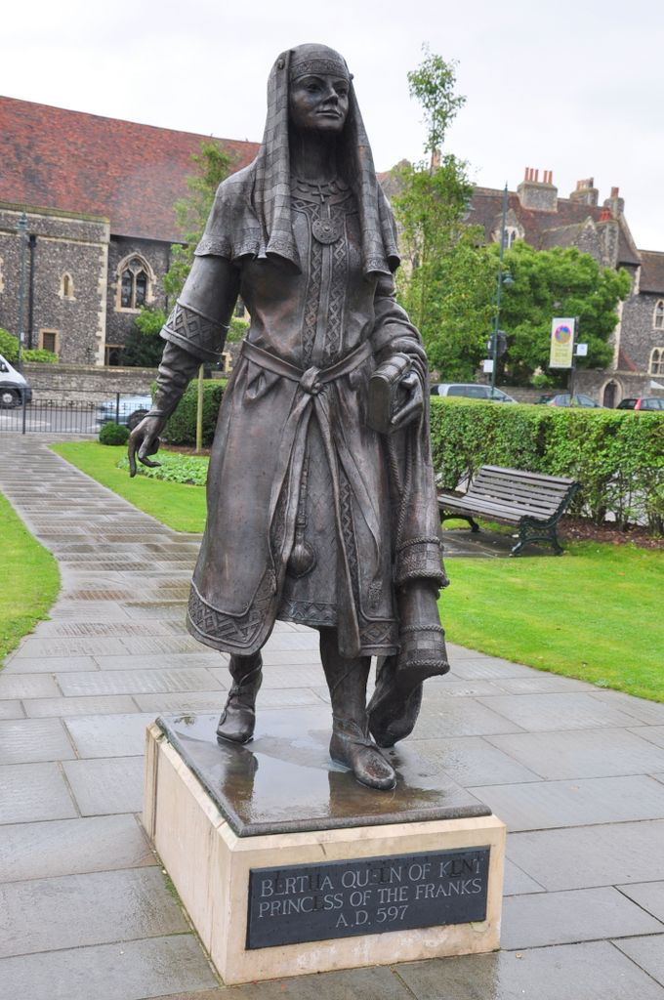 BERTHA QUEEN OF KENT
PRINCESS OF THE FRANKS
A.D. 597